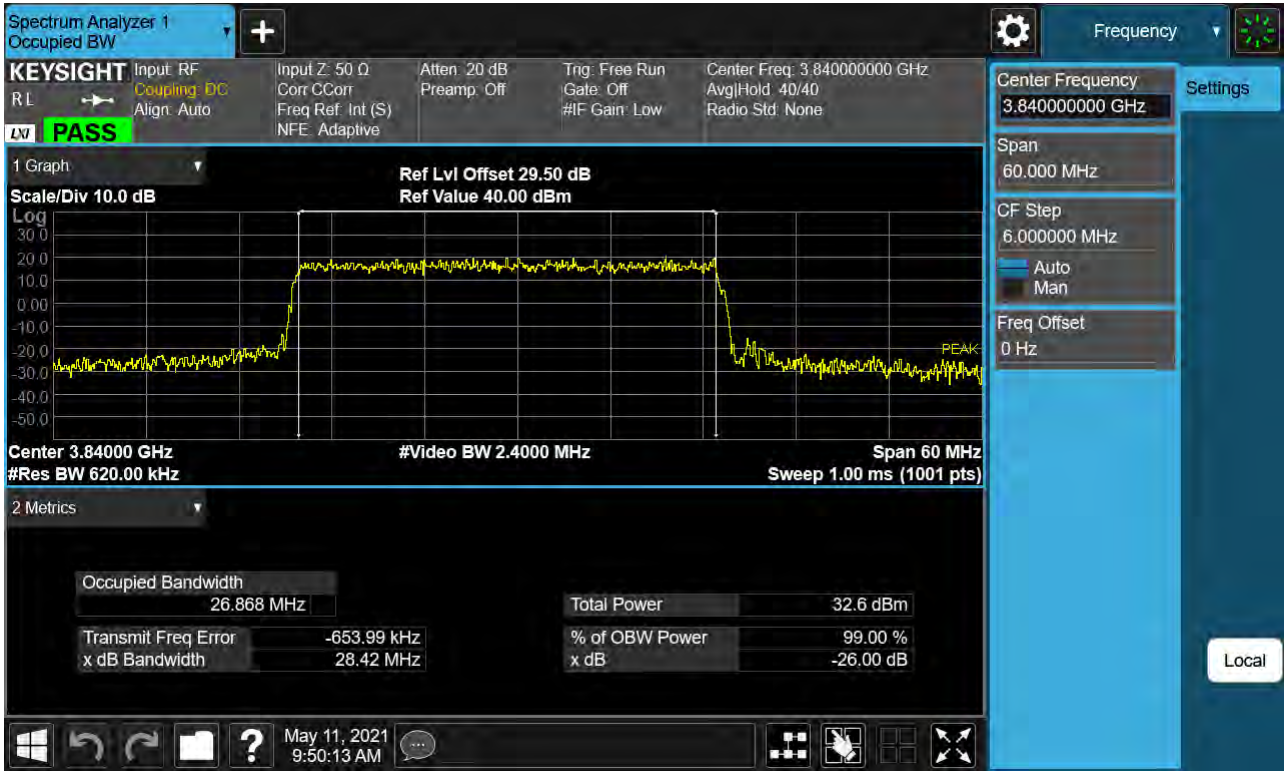 Spectrum Analyzer 1
Occupied BW
Frequency
KEYSIGHT
RL
LXI
PASS
Input: RF
Coupling: DC
Align: Auto
Input Z: 50 Ω
Corr CCorr
Freq Ref: Int (S)
NFE: Adaptive
Atten: 20 dB
Preamp: Off
Trig: Free Run
Gate: Off
#IF Gain: Low
Center Freq: 3.840000000 GHz
Avg|Hold: 40/40
Radio Std: None
Center Frequency
3.840000000 GHz
Settings
Span
60.000 MHz
CF Step
6.000000 MHz
Auto
Man
Freq Offset
0 Hz
Local
1 Graph
Scale/Div 10.0 dB
Ref Lvl Offset 29.50 dB
Ref Value 40.00 dBm
Log
30.0
20.0
10.0
0.00
-10.0
-20.0
-30.0
-40.0
-50.0
PEAK
Center 3.84000 GHz
#Video BW 2.4000 MHz
Span 60 MHz
#Res BW 620.00 kHz
Sweep 1.00 ms (1001 pts)
2 Metrics
Occupied Bandwidth
26.868 MHz
Total Power 32.6 dBm
Transmit Freq Error -653.99 kHz
% of OBW Power 99.00 %
x dB Bandwidth 28.42 MHz
x dB -26.00 dB
?
May 11, 2021
9:50:13 AM